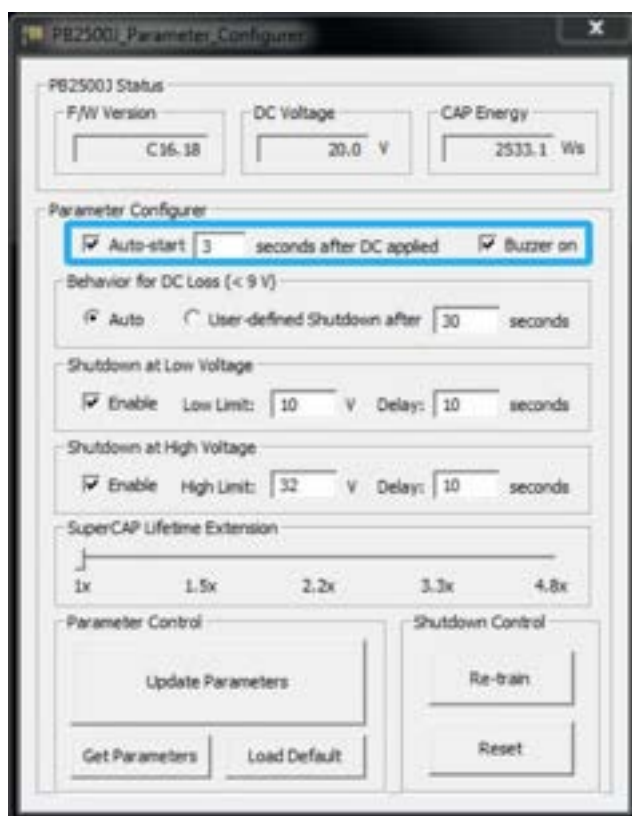 PB2500J_Parameter_Configurer
x
PB2500J Status
F/W Version
DC Voltage
CAP Energy
C16.18
20.0 V
2533.1 Ws
Parameter Configurer
Auto-start 3 seconds after DC applied Buzzer on
Behavior for DC Loss (< 9 V)
Auto User-defined Shutdown after 30 seconds
Shutdown at Low Voltage
Enable Low Limit: 10 V Delay: 10 seconds
Shutdown at High Voltage
Enable High Limit: 32 V Delay: 10 seconds
SuperCAP Lifetime Extension
1x 1.5x 2.2x 3.3x 4.8x
Parameter Control
Shutdown Control
Update Parameters
Re-train
Get Parameters
Load Default
Reset